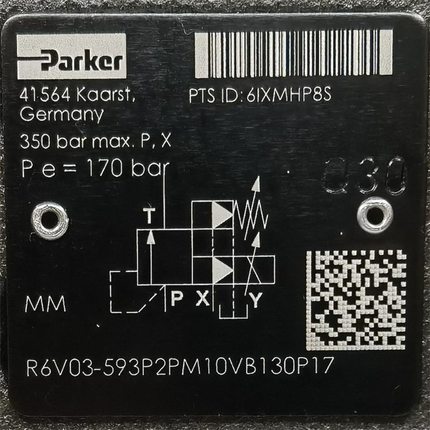 Parker
41564 Kaarst,
Germany
PTS ID: 6IXMHP8S
350 bar max. P, X
P e = 170 bar
030
T
P X Y
MM
R6V03-593P2PM10VB130P17